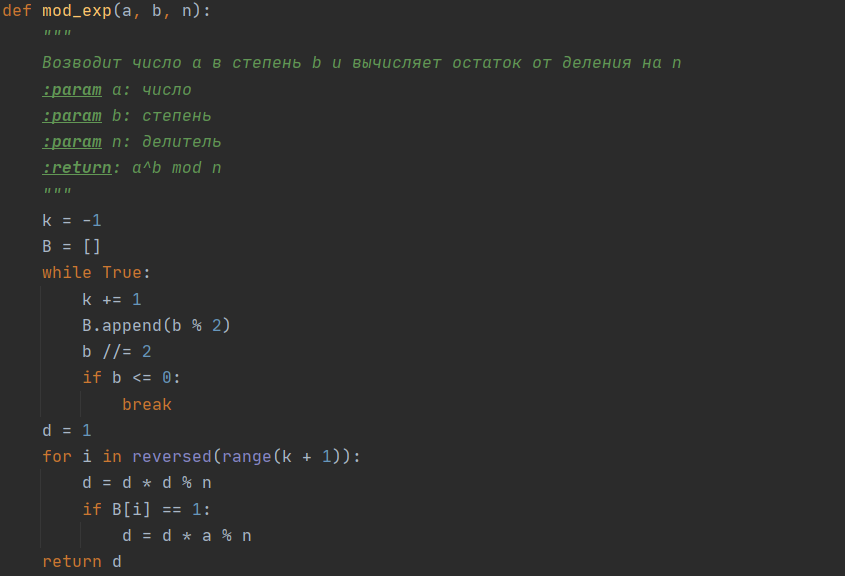 def mod_exp(a, b, n):
    """
    Возводит число a в степень b и вычисляет остаток от деления на n
    :param a: число
    :param b: степень
    :param n: делитель
    :return: a^b mod n
    """
    k = -1
    B = []
    while True:
        k += 1
        B.append(b % 2)
        b //= 2
        if b <= 0:
            break
    d = 1
    for i in reversed(range(k + 1)):
        d = d * d % n
        if B[i] == 1:
            d = d * a % n
    return d